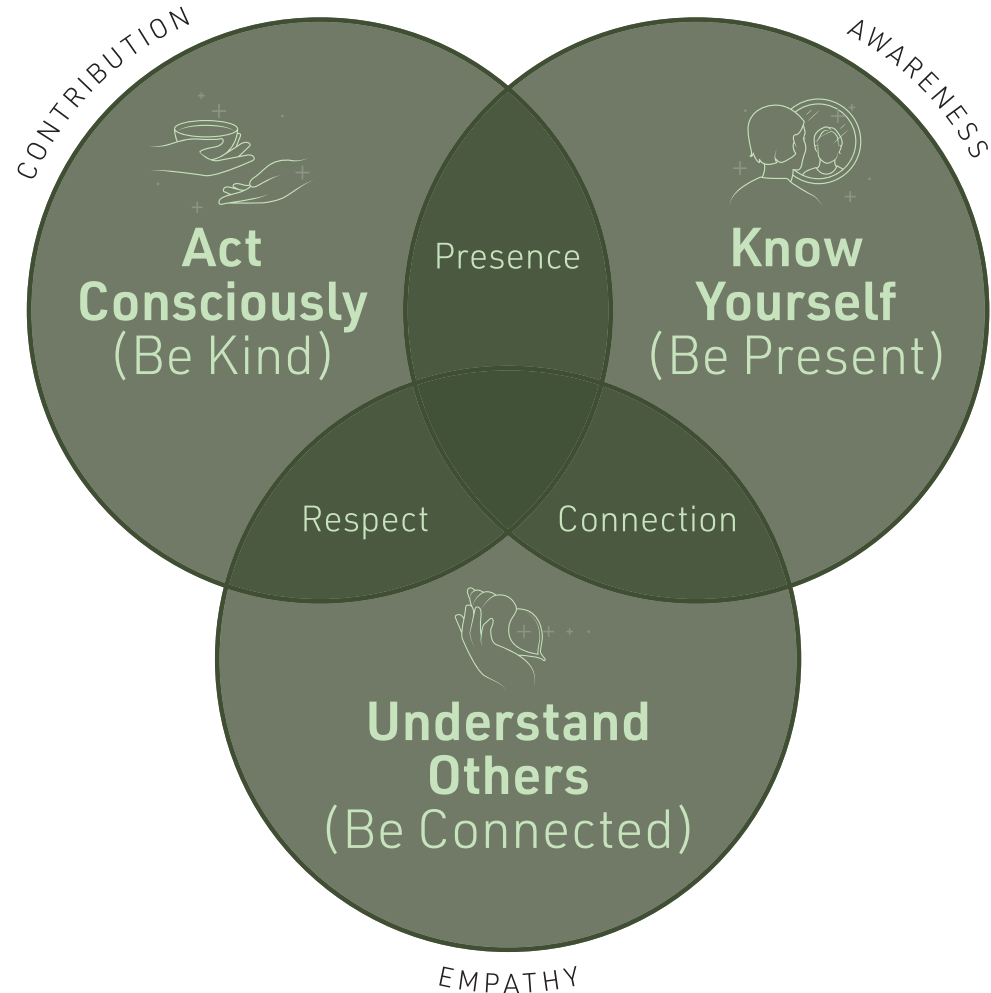 CONTRIBUTION
AWARENESS
Act
Consciously
(Be Kind)
Presence
Know
Yourself
(Be Present)
Respect
Connection
Understand
Others
(Be Connected)
EMPATHY